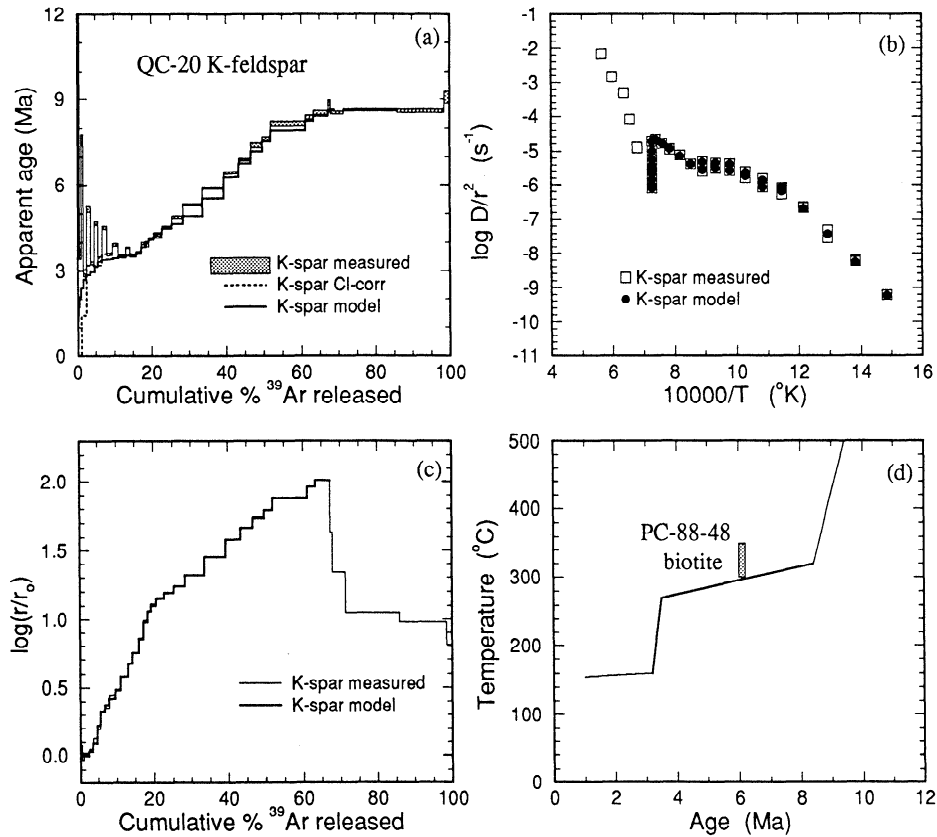 (a)
QC-20 K-feldspar
Apparent age (Ma)
12
9
6
3
0
K-spar measured
K-spar Cl-corr
K-spar model
0 20 40 60 80 100
Cumulative % ³⁹Ar released
(b)
log D/r² (s⁻¹)
-1
-2
-3
-4
-5
-6
-7
-8
-9
-10
-11
K-spar measured
K-spar model
4 6 8 10 12 14 16
10000/T (°K)
(c)
log(r/rₒ)
2.0
1.5
1.0
0.5
0.0
K-spar measured
K-spar model
0 20 40 60 80 100
Cumulative % ³⁹Ar released
(d)
Temperature (°C)
500
400
300
200
100
0
PC-88-48
biotite
0 2 4 6 8 10 12
Age (Ma)